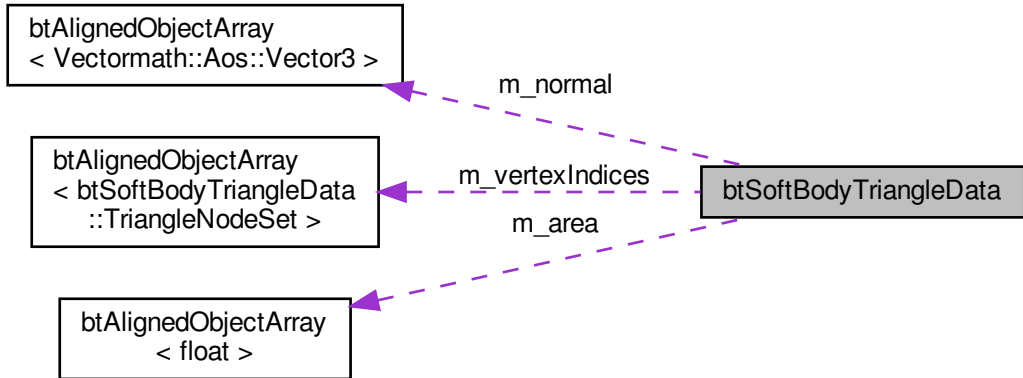 btAlignedObjectArray
< Vectormath::Aos::Vector3 >
m_normal
btAlignedObjectArray
< btSoftBodyTriangleData
::TriangleNodeSet >
m_vertexIndices
btSoftBodyTriangleData
m_area
btAlignedObjectArray
< float >